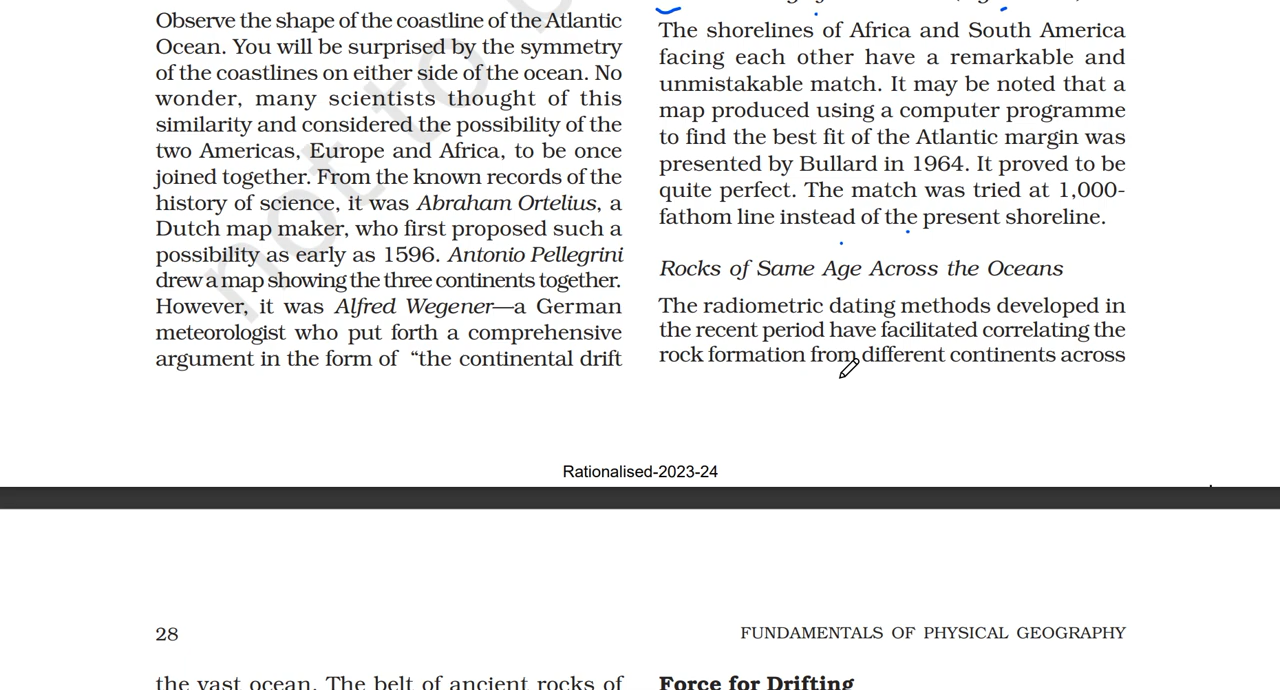 Observe the shape of the coastline of the Atlantic
Ocean. You will be surprised by the symmetry
of the coastlines on either side of the ocean. No
wonder, many scientists thought of this
similarity and considered the possibility of the
two Americas, Europe and Africa, to be once
joined together. From the known records of the
history of science, it was Abraham Ortelius, a
Dutch map maker, who first proposed such a
possibility as early as 1596. Antonio Pellegrini
drew a map showing the three continents together.
However, it was Alfred Wegener—a German
meteorologist who put forth a comprehensive
argument in the form of “the continental drift
The shorelines of Africa and South America
facing each other have a remarkable and
unmistakable match. It may be noted that a
map produced using a computer programme
to find the best fit of the Atlantic margin was
presented by Bullard in 1964. It proved to be
quite perfect. The match was tried at 1,000-
fathom line instead of the present shoreline.
Rocks of Same Age Across the Oceans
The radiometric dating methods developed in
the recent period have facilitated correlating the
rock formation from different continents across
not to
Rationalised-2023-24
28
FUNDAMENTALS OF PHYSICAL GEOGRAPHY
the vast ocean. The belt of ancient rocks of
Force for Drifting